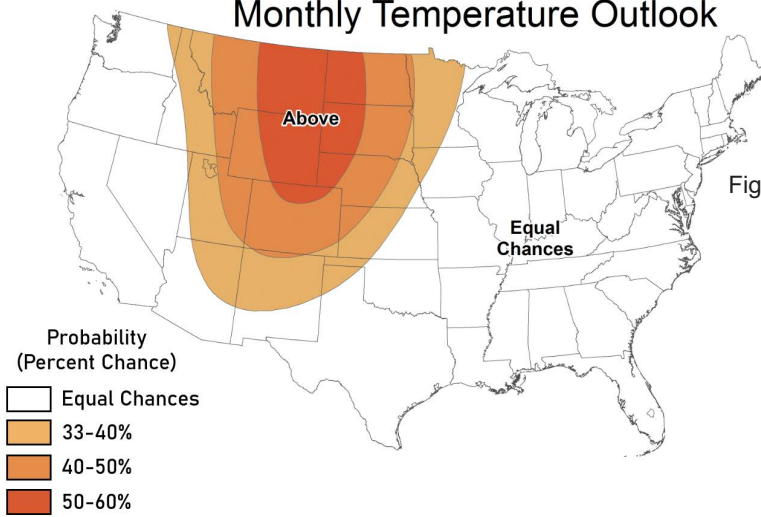 Monthly Temperature Outlook
Above
Fig
Equal
Chances
Probability
(Percent Chance)
Equal Chances
33-40%
40-50%
50-60%